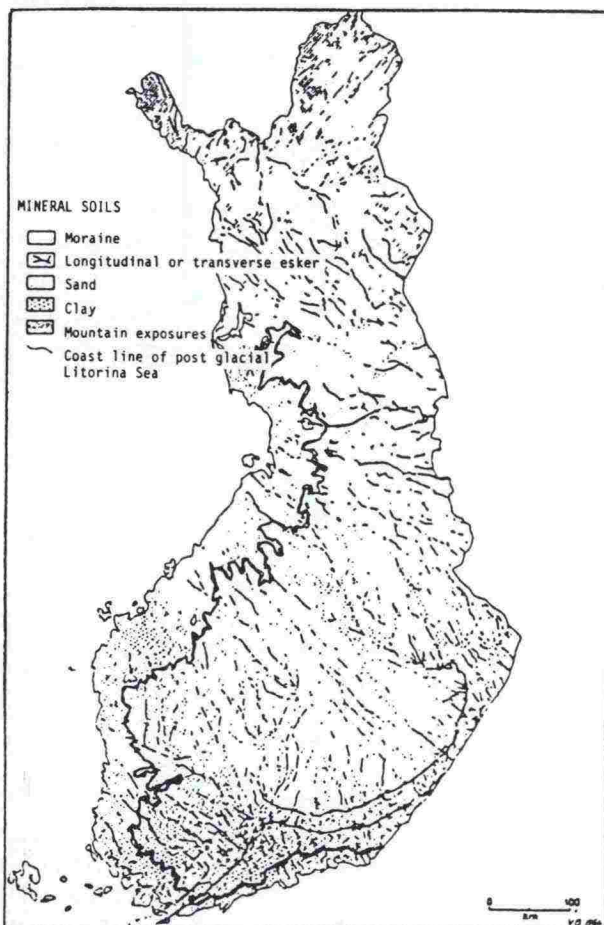 MINERAL SOILS
Moraine
Longitudinal or transverse esker
Sand
Clay
Mountain exposures
Coast line of post glacial
Litorina Sea
0 100
km